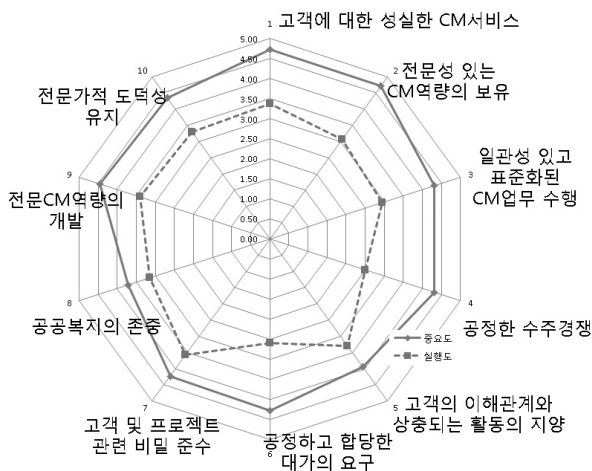 1 고객에 대한 성실한 CM서비스
5.00
4.50
4.00
3.50
3.00
2.50
2.00
1.50
1.00
0.50
0.00
2 전문성 있는
CM역량의 보유
3 일관성 있고
표준화된
CM업무 수행
4
공정한 수주경쟁
중요도
실행도
5 고객의 이해관계와
상충되는 활동의 지양
공정하고 합당한
6 대가의 요구
7
고객 및 프로젝트
관련 비밀 준수
8
공공복지의 존중
9
전문CM역량의
개발
10
전문가적 도덕성
유지